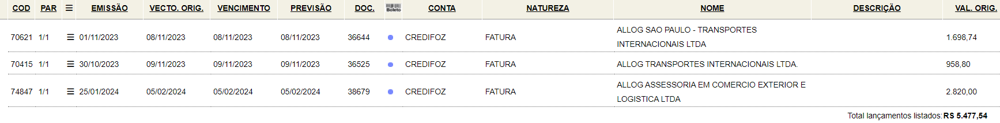 COD PAR ☰ EMISSÃO VECTO. ORIG. VENCIMENTO PREVISÃO DOC. Boleto CONTA NATUREZA NOME DESCRIÇÃO VAL. ORIG.
70621 1/1 ☰ 01/11/2023 08/11/2023 08/11/2023 08/11/2023 36644 CREDIFOZ FATURA ALLOG SAO PAULO - TRANSPORTES
INTERNACIONAIS LTDA 1.698,74
70415 1/1 ☰ 30/10/2023 09/11/2023 09/11/2023 09/11/2023 36525 CREDIFOZ FATURA ALLOG TRANSPORTES INTERNACIONAIS LTDA. 958,80
74847 1/1 ☰ 25/01/2024 05/02/2024 05/02/2024 05/02/2024 38679 CREDIFOZ FATURA ALLOG ASSESSORIA EM COMERCIO EXTERIOR E
LOGISTICA LTDA 2.820,00
Total lançamentos listados: RS 5.477,54